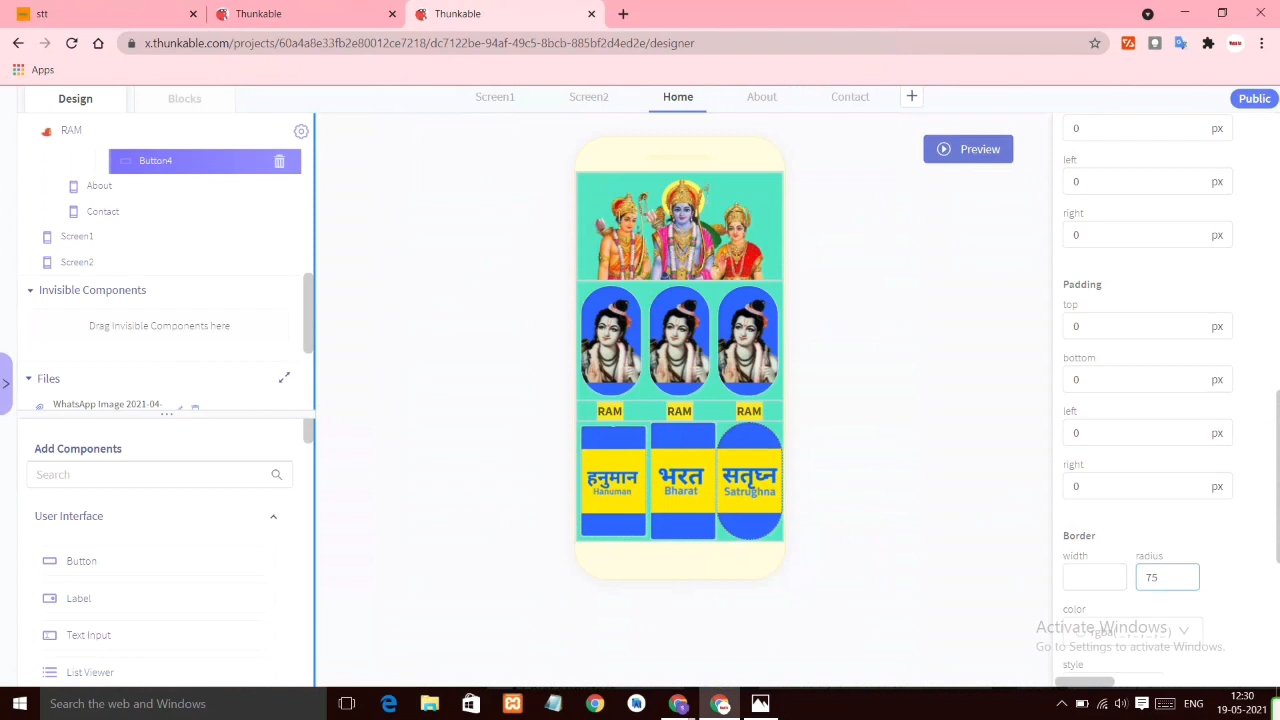 stt
Thunkable
Thunkable
x.thunkable.com/projects/60a4a8e33fb2e80012ce7218/dc7122be-94af-49c5-8bcb-885bf2d4ed2e/designer
Apps
Design
Blocks
Screen1
Screen2
Home
About
Contact
Public
RAM
Button4
About
Contact
Screen1
Screen2
Invisible Components
Drag Invisible Components here
Files
WhatsApp Image 2021-04-
Add Components
Search
User Interface
Button
Label
Text Input
List Viewer
Preview
RAM
RAM
RAM
हनुमान
Hanuman
भरत
Bharat
सतृघ्न
Satrughna
0 px
left
0 px
right
0 px
Padding
top
0 px
bottom
0 px
left
0 px
right
0 px
Border
width
radius
75
color
rgba(_,_,_,_)
style
Activate Windows
Go to Settings to activate Windows.
Search the web and Windows
ENG
12:30
19-05-2021